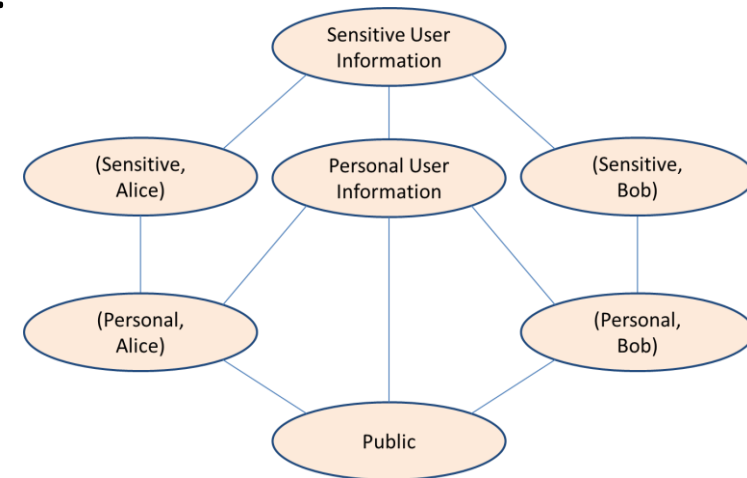 Sensitive User
Information
(Sensitive,
Alice)
Personal User
Information
(Sensitive,
Bob)
(Personal,
Alice)
(Personal,
Bob)
Public